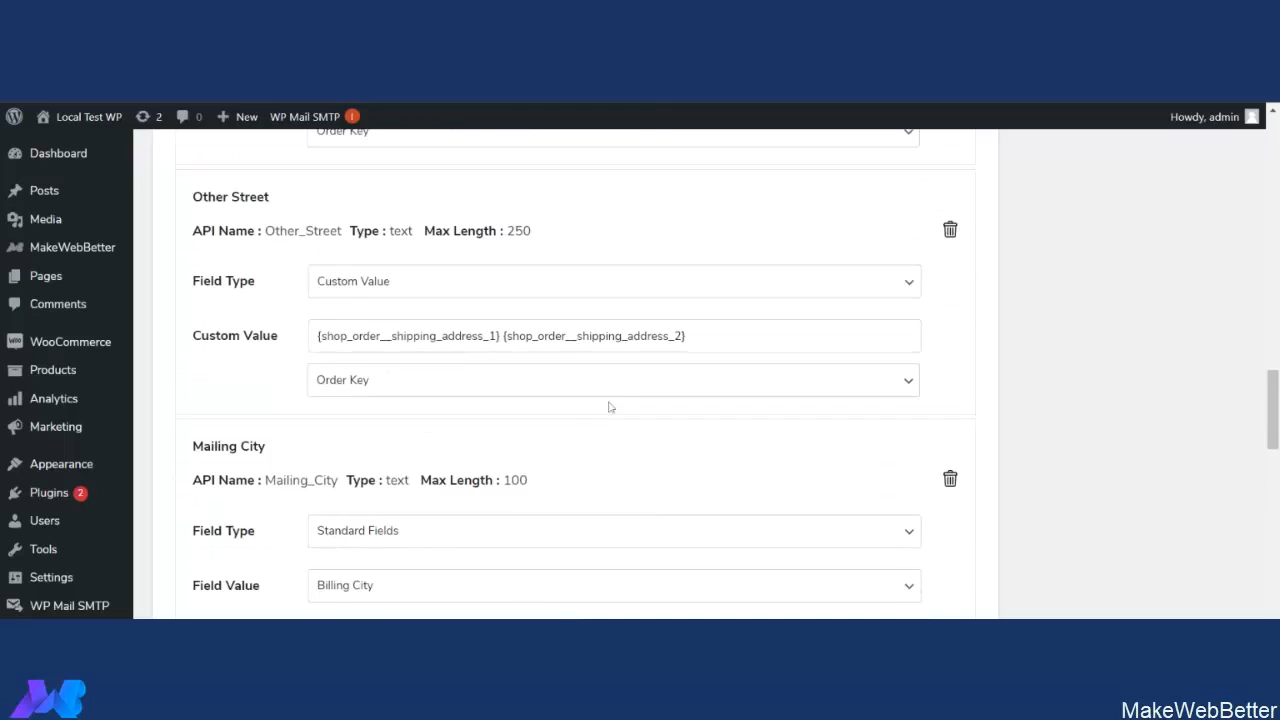 Local Test WP 2 0 New WP Mail SMTP ! Howdy, admin
Order Key
Dashboard
Posts
Media
MakeWebBetter
Pages
Comments
WooCommerce
Products
Analytics
Marketing
Appearance
Plugins 2
Users
Tools
Settings
WP Mail SMTP
Other Street
API Name : Other_Street Type : text Max Length : 250
Field Type Custom Value
Custom Value {shop_order__shipping_address_1} {shop_order__shipping_address_2}
Order Key
Mailing City
API Name : Mailing_City Type : text Max Length : 100
Field Type Standard Fields
Field Value Billing City
MakeWebBetter